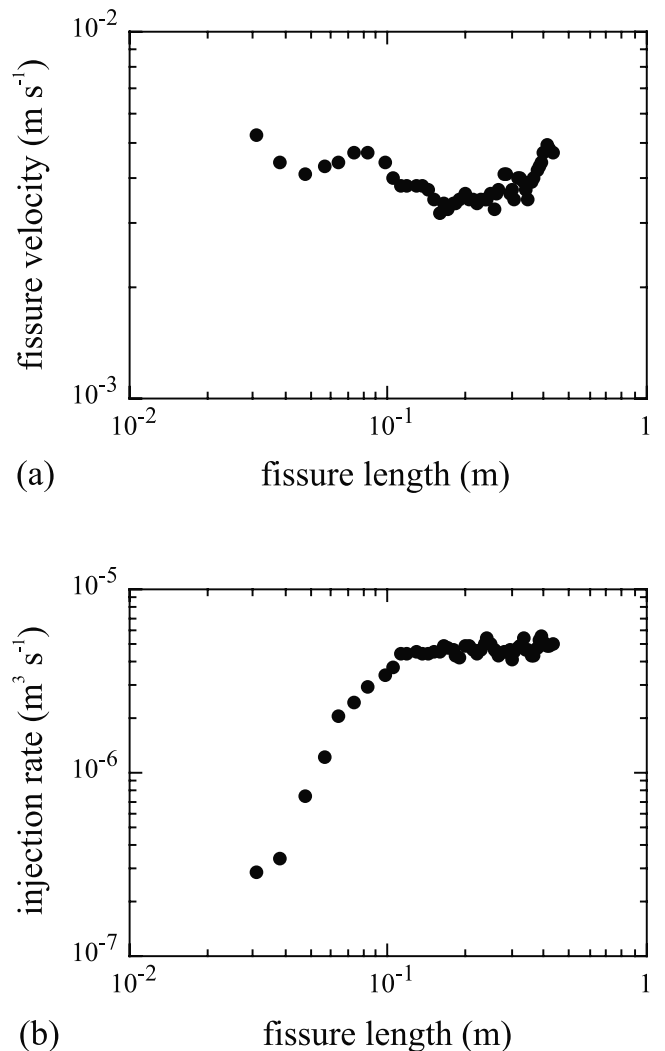 10⁻²
fissure velocity (m s⁻¹)
10⁻³
10⁻² 10⁻¹ 1
(a) fissure length (m)
10⁻⁵
injection rate (m³ s⁻¹)
10⁻⁶
10⁻⁷
10⁻² 10⁻¹ 1
(b) fissure length (m)